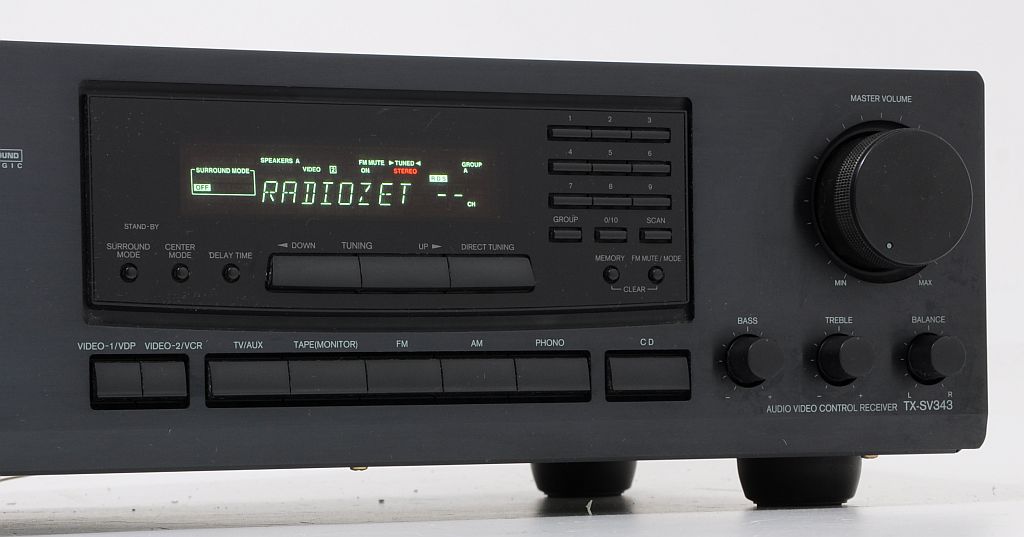 MASTER VOLUME
1 2 3
SPEAKERS A FM MUTE ►TUNED◄ GROUP
SURROUND MODE VIDEO 2 ON STEREO A
OFF RADIOZET RDS -- CH
4 5 6
7 8 9
GROUP 0/10 SCAN
STAND-BY
SURROUND MODE CENTER MODE DELAY TIME
◄ DOWN TUNING UP ► DIRECT TUNING
MEMORY FM MUTE / MODE
CLEAR
MIN MAX
VIDEO-1/VDP VIDEO-2/VCR TV/AUX TAPE(MONITOR) FM AM PHONO CD
BASS TREBLE BALANCE
- + - + L R
AUDIO VIDEO CONTROL RECEIVER TX-SV343